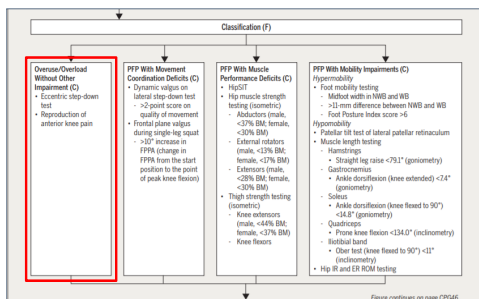 Classification (F)
Overuse/Overload
Without Other
Impairment (C)
• Eccentric step-down
test
• Reproduction of
anterior knee pain
PFP With Movement
Coordination Deficits (C)
• Dynamic valgus on
lateral step-down test
- >2-point score on
quality of movement
• Frontal plane valgus
during single-leg squat
- >10° increase in
FPPA (change in
FPPA from the start
position to the point
of peak knee flexion)
PFP With Muscle
Performance Deficits (C)
• HipSIT
• Hip muscle strength
testing (isometric)
- Abductors (male,
<37% BM; female,
<30% BM)
- External rotators
(male, <13% BM;
female, <17% BM)
- Extensors (male,
<28% BM; female,
<30% BM)
• Thigh strength testing
(isometric)
- Knee extensors
(male, <44% BM;
female, <37% BM)
- Knee flexors
PFP With Mobility Impairments (C)
Hypermobility
• Foot mobility testing
- Midfoot width in NWB and WB
- >11-mm difference between NWB and WB
- Foot Posture Index score >6
Hypomobility
• Patellar tilt test of lateral patellar retinaculum
• Muscle length testing
- Hamstrings
• Straight leg raise <79.1° (goniometry)
- Gastrocnemius
• Ankle dorsiflexion (knee extended) <7.4°
(goniometry)
- Soleus
• Ankle dorsiflexion (knee flexed to 90°)
<14.8° (goniometry)
- Quadriceps
• Prone knee flexion <134.0° (inclinometry)
- Iliotibial band
• Ober test (knee flexed to 90°) <11°
(inclinometry)
• Hip IR and ER ROM testing
Figure continues on page CPG46